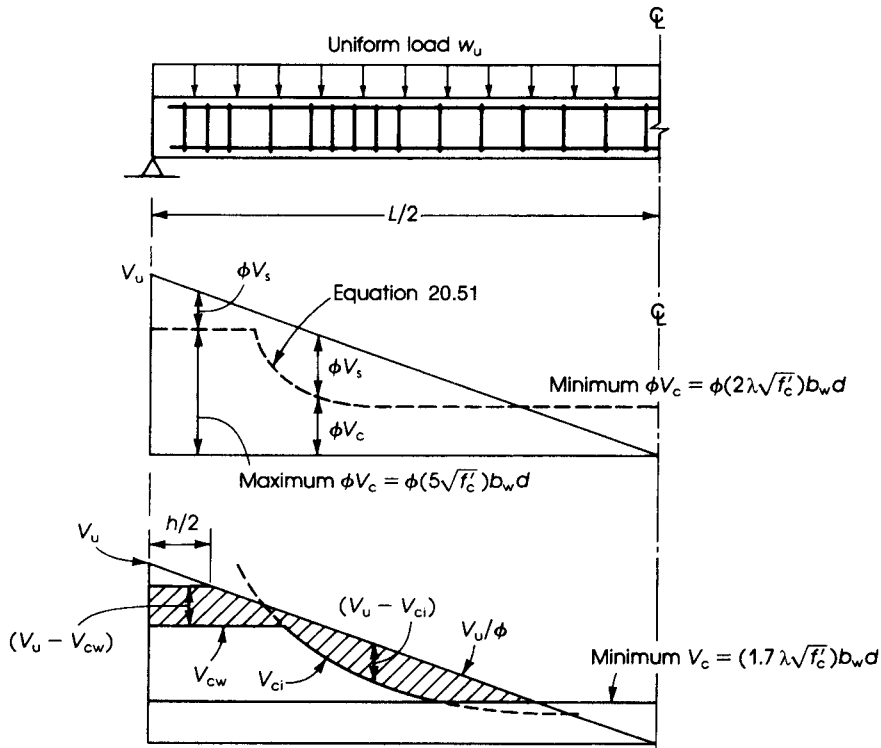 ℄
Uniform load w_u
L/2
V_u
ϕV_s
Equation 20.51
℄
ϕV_s
Minimum ϕV_c = ϕ(2λ√f′_c)b_w d
ϕV_c
Maximum ϕV_c = ϕ(5√f′_c)b_w d
h/2
V_u
(V_u − V_ci)
V_u/ϕ
(V_u − V_cw)
Minimum V_c = (1.7λ√f′_c)b_w d
V_cw
V_ci